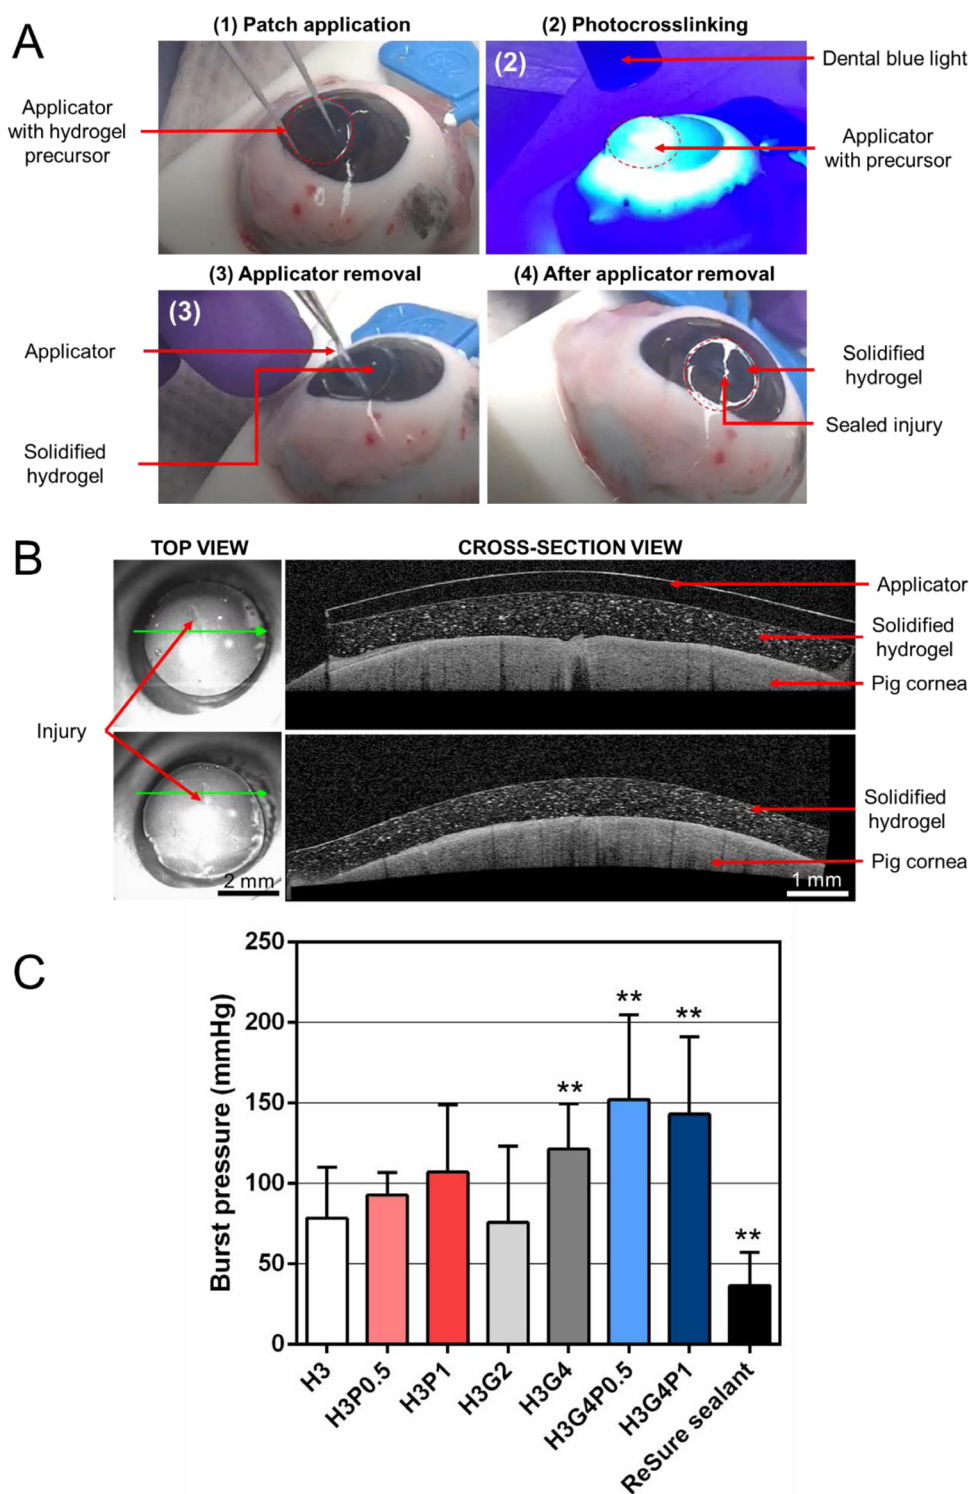 A
(1) Patch application
(2) Photocrosslinking
Applicator
with hydrogel
precursor
(2)
Dental blue light
Applicator
with precursor
(3) Applicator removal
(4) After applicator removal
(3)
Applicator
Solidified
hydrogel
Solidified
hydrogel
Sealed injury
B
TOP VIEW
CROSS-SECTION VIEW
Injury
Applicator
Solidified
hydrogel
Pig cornea
Solidified
hydrogel
Pig cornea
2 mm
1 mm
C
Burst pressure (mmHg)
250
200
150
100
50
0
**
**
**
**
H3
H3P0.5
H3P1
H3G2
H3G4
H3G4P0.5
H3G4P1
ReSure sealant